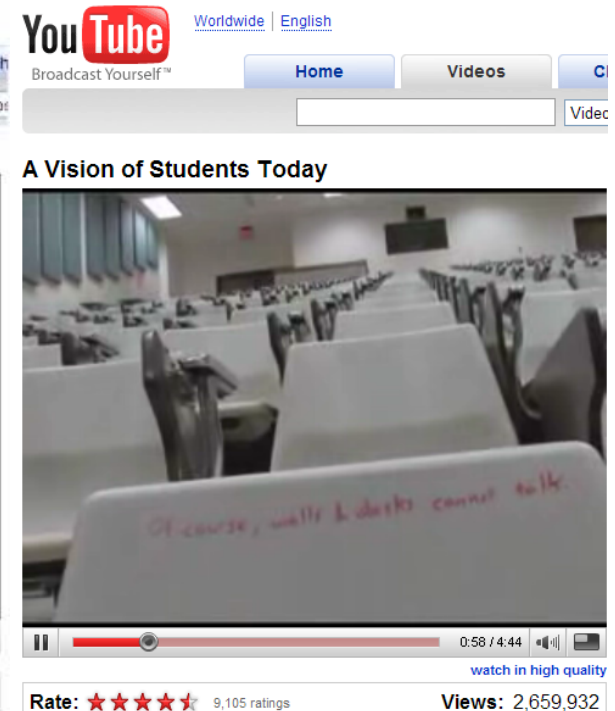 You Tube
Broadcast Yourself™
Worldwide | English
Home
Videos
Video
A Vision of Students Today
Of course, walls & desks cannot talk.
0:58 / 4:44
watch in high quality
Rate: 9,105 ratings
Views: 2,659,932